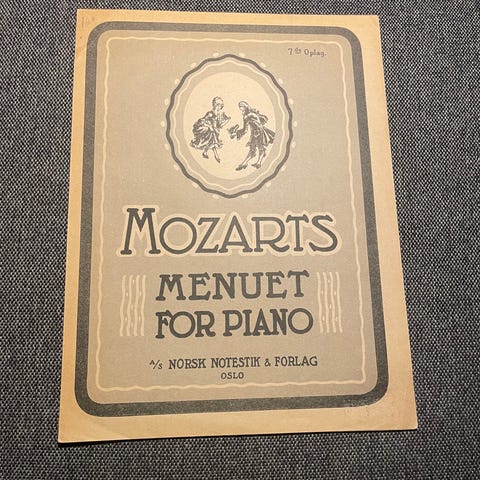 7de Oplag.
MOZARTS
MENUET
FOR PIANO
A/S NORSK NOTESTIK & FORLAG
OSLO